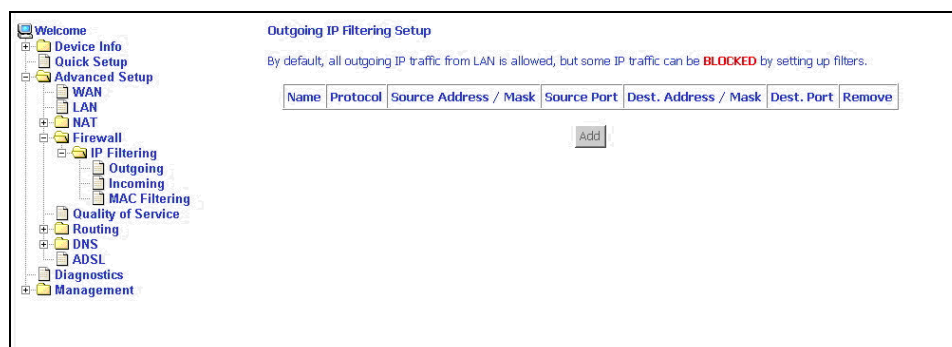 Welcome
Device Info
Quick Setup
Advanced Setup
WAN
LAN
NAT
Firewall
IP Filtering
Outgoing
Incoming
MAC Filtering
Quality of Service
Routing
DNS
ADSL
Diagnostics
Management
Outgoing IP Filtering Setup
By default, all outgoing IP traffic from LAN is allowed, but some IP traffic can be BLOCKED by setting up filters.
Name Protocol Source Address / Mask Source Port Dest. Address / Mask Dest. Port Remove
Add